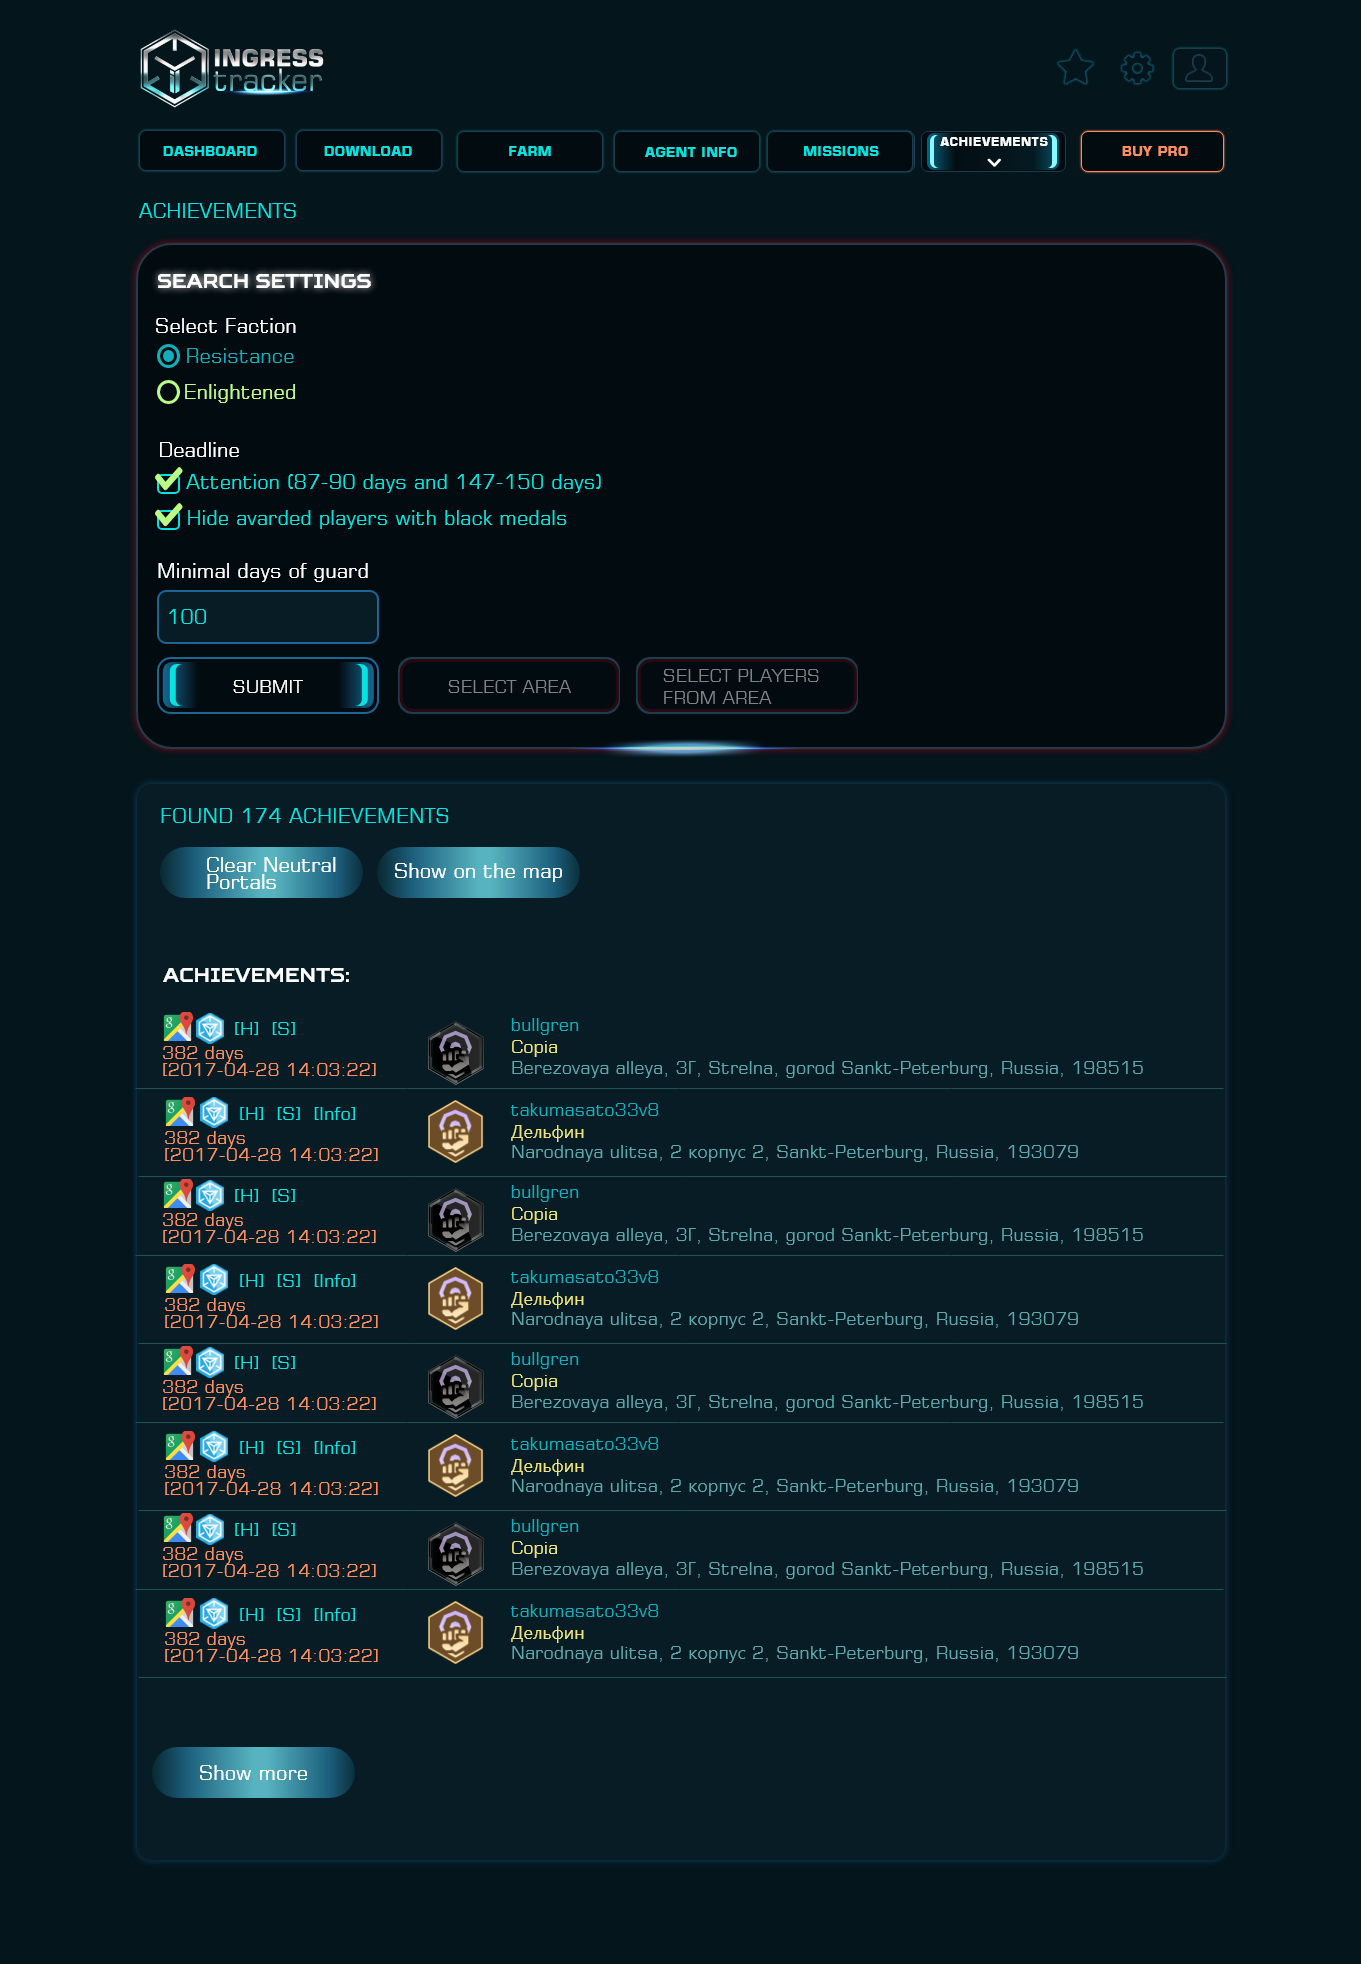 INGRESS
tracker
DASHBOARD
DOWNLOAD
FARM
AGENT INFO
MISSIONS
ACHIEVEMENTS
BUY PRO
ACHIEVEMENTS
SEARCH SETTINGS
Select Faction
Resistance
Enlightened
Deadline
Attention (87-90 days and 147-150 days)
Hide avarded players with black medals
Minimal days of guard
100
SUBMIT
SELECT AREA
SELECT PLAYERS
FROM AREA
FOUND 174 ACHIEVEMENTS
Clear Neutral
Portals
Show on the map
ACHIEVEMENTS:
[H] [S]
382 days
[2017-04-28 14:03:22]
bullgren
Copia
Berezovaya alleya, 3Г, Strelna, gorod Sankt-Peterburg, Russia, 198515
[H] [S] [Info]
382 days
[2017-04-28 14:03:22]
takumasato33v8
Дельфин
Narodnaya ulitsa, 2 корпус 2, Sankt-Peterburg, Russia, 193079
[H] [S]
382 days
[2017-04-28 14:03:22]
bullgren
Copia
Berezovaya alleya, 3Г, Strelna, gorod Sankt-Peterburg, Russia, 198515
[H] [S] [Info]
382 days
[2017-04-28 14:03:22]
takumasato33v8
Дельфин
Narodnaya ulitsa, 2 корпус 2, Sankt-Peterburg, Russia, 193079
[H] [S]
382 days
[2017-04-28 14:03:22]
bullgren
Copia
Berezovaya alleya, 3Г, Strelna, gorod Sankt-Peterburg, Russia, 198515
[H] [S] [Info]
382 days
[2017-04-28 14:03:22]
takumasato33v8
Дельфин
Narodnaya ulitsa, 2 корпус 2, Sankt-Peterburg, Russia, 193079
[H] [S]
382 days
[2017-04-28 14:03:22]
bullgren
Copia
Berezovaya alleya, 3Г, Strelna, gorod Sankt-Peterburg, Russia, 198515
[H] [S] [Info]
382 days
[2017-04-28 14:03:22]
takumasato33v8
Дельфин
Narodnaya ulitsa, 2 корпус 2, Sankt-Peterburg, Russia, 193079
Show more